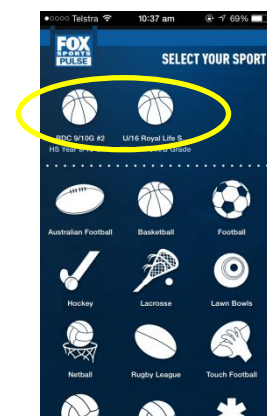 Telstra 10:37 am 69%
FOX
SPORTS
PULSE
SELECT YOUR SPORT
BDC 9/10G #2 U/16 Royal Life S
HS Year Grade
Australian Football Basketball Football
Hockey Lacrosse Lawn Bowls
Netball Rugby League Touch Football